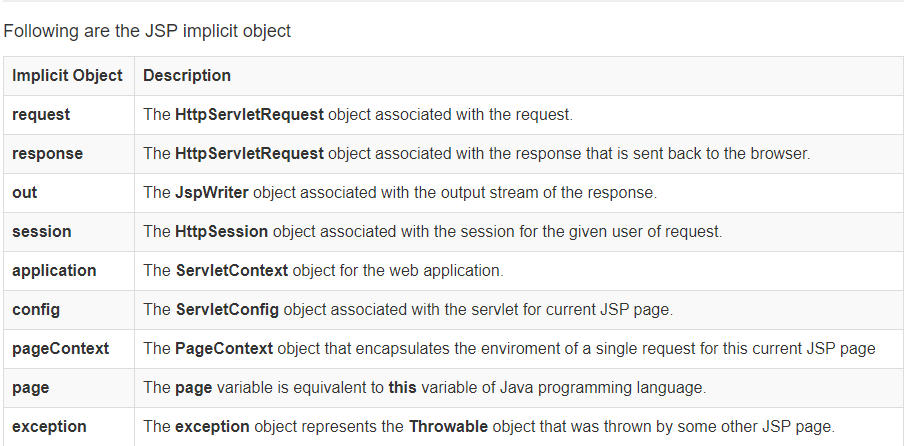 Following are the JSP implicit object
Implicit Object Description
request The HttpServletRequest object associated with the request.
response The HttpServletRequest object associated with the response that is sent back to the browser.
out The JspWriter object associated with the output stream of the response.
session The HttpSession object associated with the session for the given user of request.
application The ServletContext object for the web application.
config The ServletConfig object associated with the servlet for current JSP page.
pageContext The PageContext object that encapsulates the enviroment of a single request for this current JSP page
page The page variable is equivalent to this variable of Java programming language.
exception The exception object represents the Throwable object that was thrown by some other JSP page.